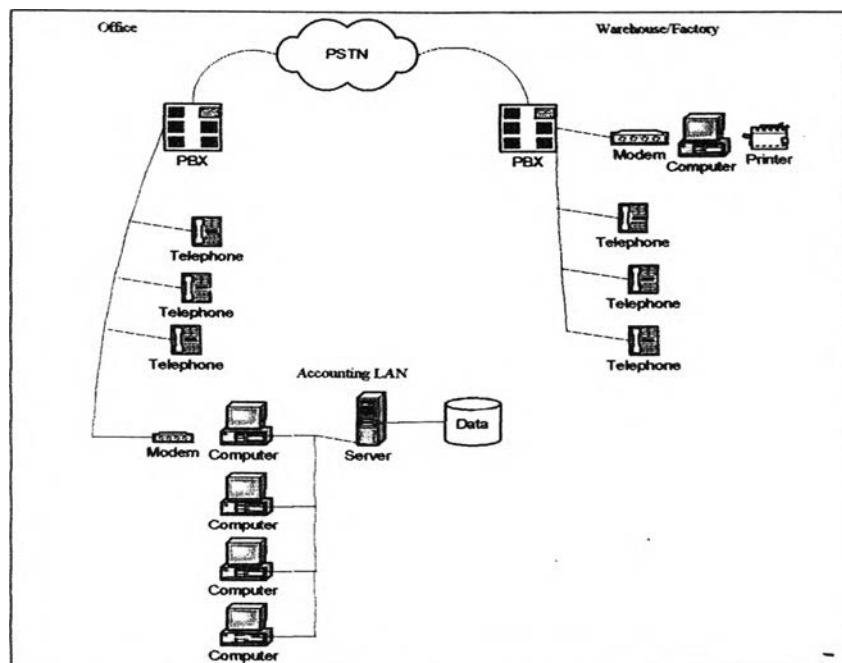 Office
PSTN
Warehouse/Factory
PBX
PBX
Modem
Computer
Printer
Telephone
Telephone
Telephone
Telephone
Telephone
Telephone
Accounting LAN
Modem
Computer
Server
Data
Computer
Computer
Computer